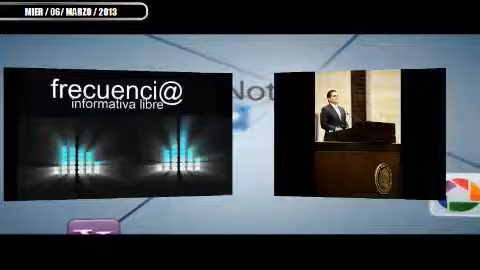 MIER / 06/ MARZO / 2013
frecuenci@
informativa libre
Not